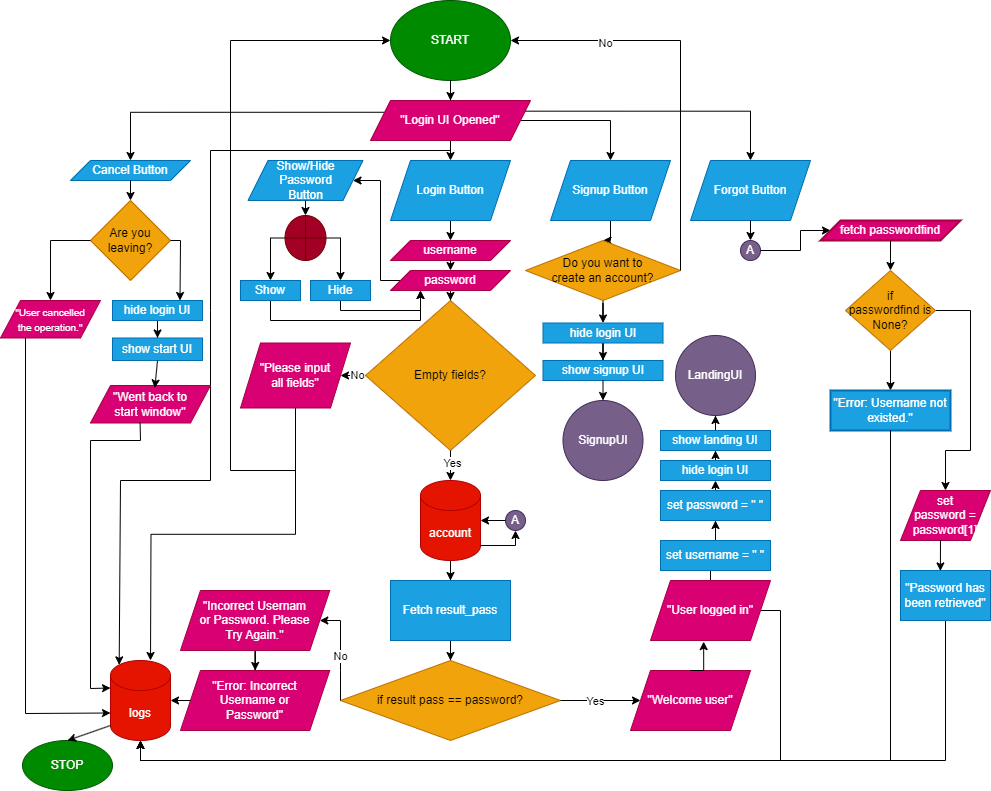 START
No
"Login UI Opened"
Cancel Button
Show/Hide
Password
Button
Login Button
Signup Button
Forgot Button
Are you
leaving?
username
password
Do you want to
create an account?
A
fetch passwordfind
Show
Hide
"User cancelled
the operation."
hide login UI
show start UI
"Went back to
start window"
"Please input
all fields"
No
Empty fields?
Yes
hide login UI
show signup UI
SignupUI
LandingUI
show landing UI
hide login UI
set password = " "
set username = " "
if
passwordfind is
None?
"Error: Username not
existed."
set
password =
password[1]
"Password has
been retrieved"
account
A
Fetch result_pass
"Incorrect Usernam
or Password. Please
Try Again."
No
"Error: Incorrect
Username or
Password"
if result pass == password?
Yes
"User logged in"
"Welcome user"
logs
STOP